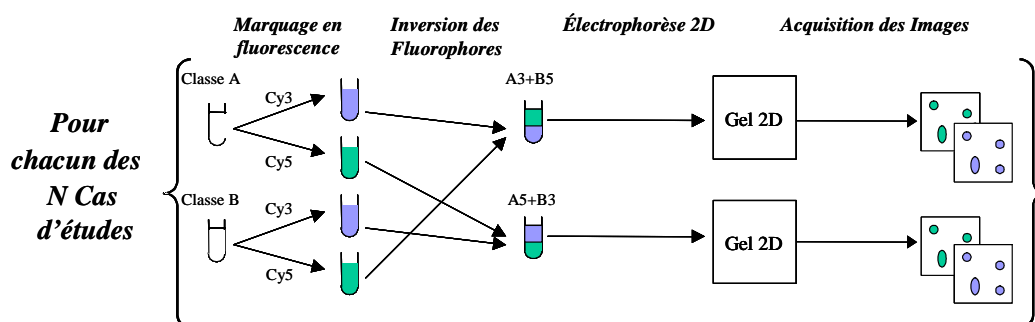 Marquage en
fluorescence
Inversion des
Fluorophores
Électrophorèse 2D
Acquisition des Images
Pour
chacun des
N Cas
d'études
Classe A
Cy3
Cy5
A3+B5
Gel 2D
Classe B
Cy3
Cy5
A5+B3
Gel 2D